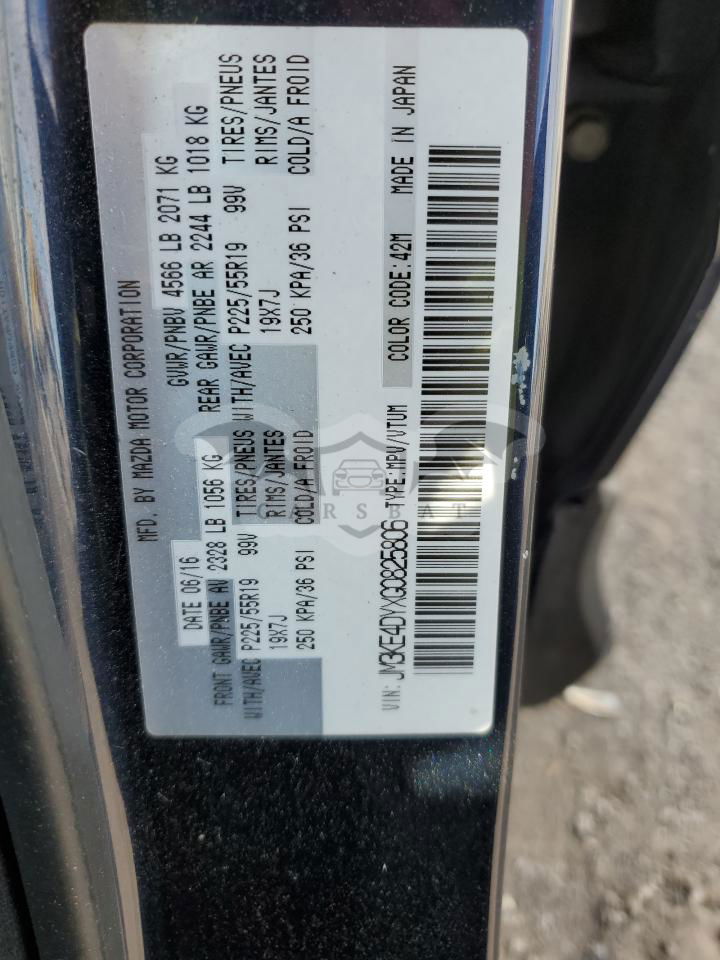 MFD. BY MAZDA MOTOR CORPORATION
DATE 06/16 GVWR/PNBV 4566 LB 2071 KG
FRONT GAWR/PNBE AV 2328 LB 1056 KG REAR GAWR/PNBE AR 2244 LB 1018 KG
WITH/AVEC P225/55R19 99V TIRES/PNEUS WITH/AVEC P225/55R19 99V TIRES/PNEUS
19X7J RIMS/JANTES 19X7J RIMS/JANTES
250 KPA/36 PSI COLD/A FROID 250 KPA/36 PSI COLD/A FROID
VIN: JM3KE4DYXG0825806 TYPE:MPV/VTUM COLOR CODE:42M MADE IN JAPAN
CARSBAT